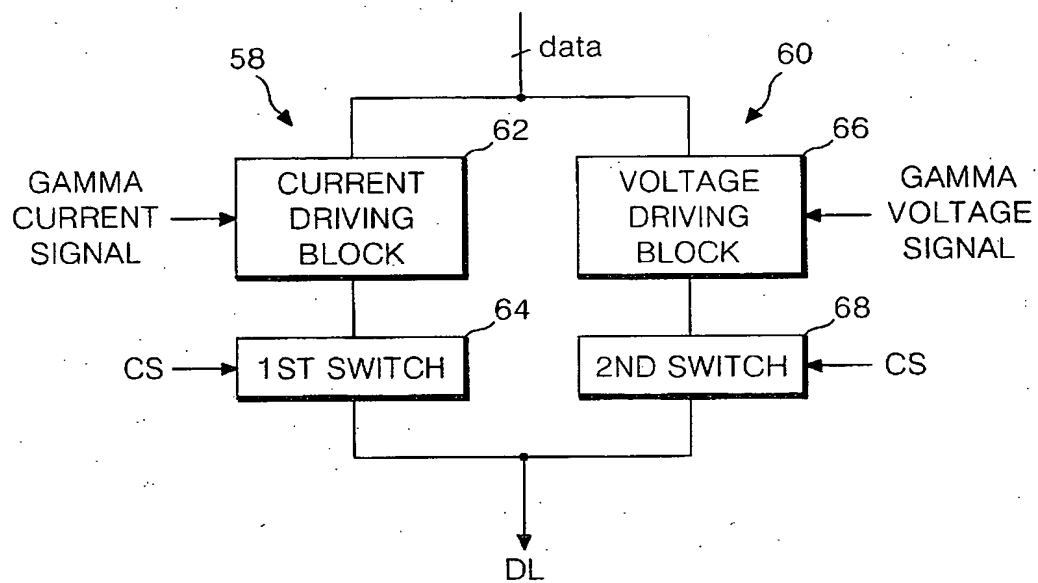 data
58
60
62
66
GAMMA
CURRENT
SIGNAL
CURRENT
DRIVING
BLOCK
VOLTAGE
DRIVING
BLOCK
GAMMA
VOLTAGE
SIGNAL
64
68
CS
1ST SWITCH
2ND SWITCH
CS
DL